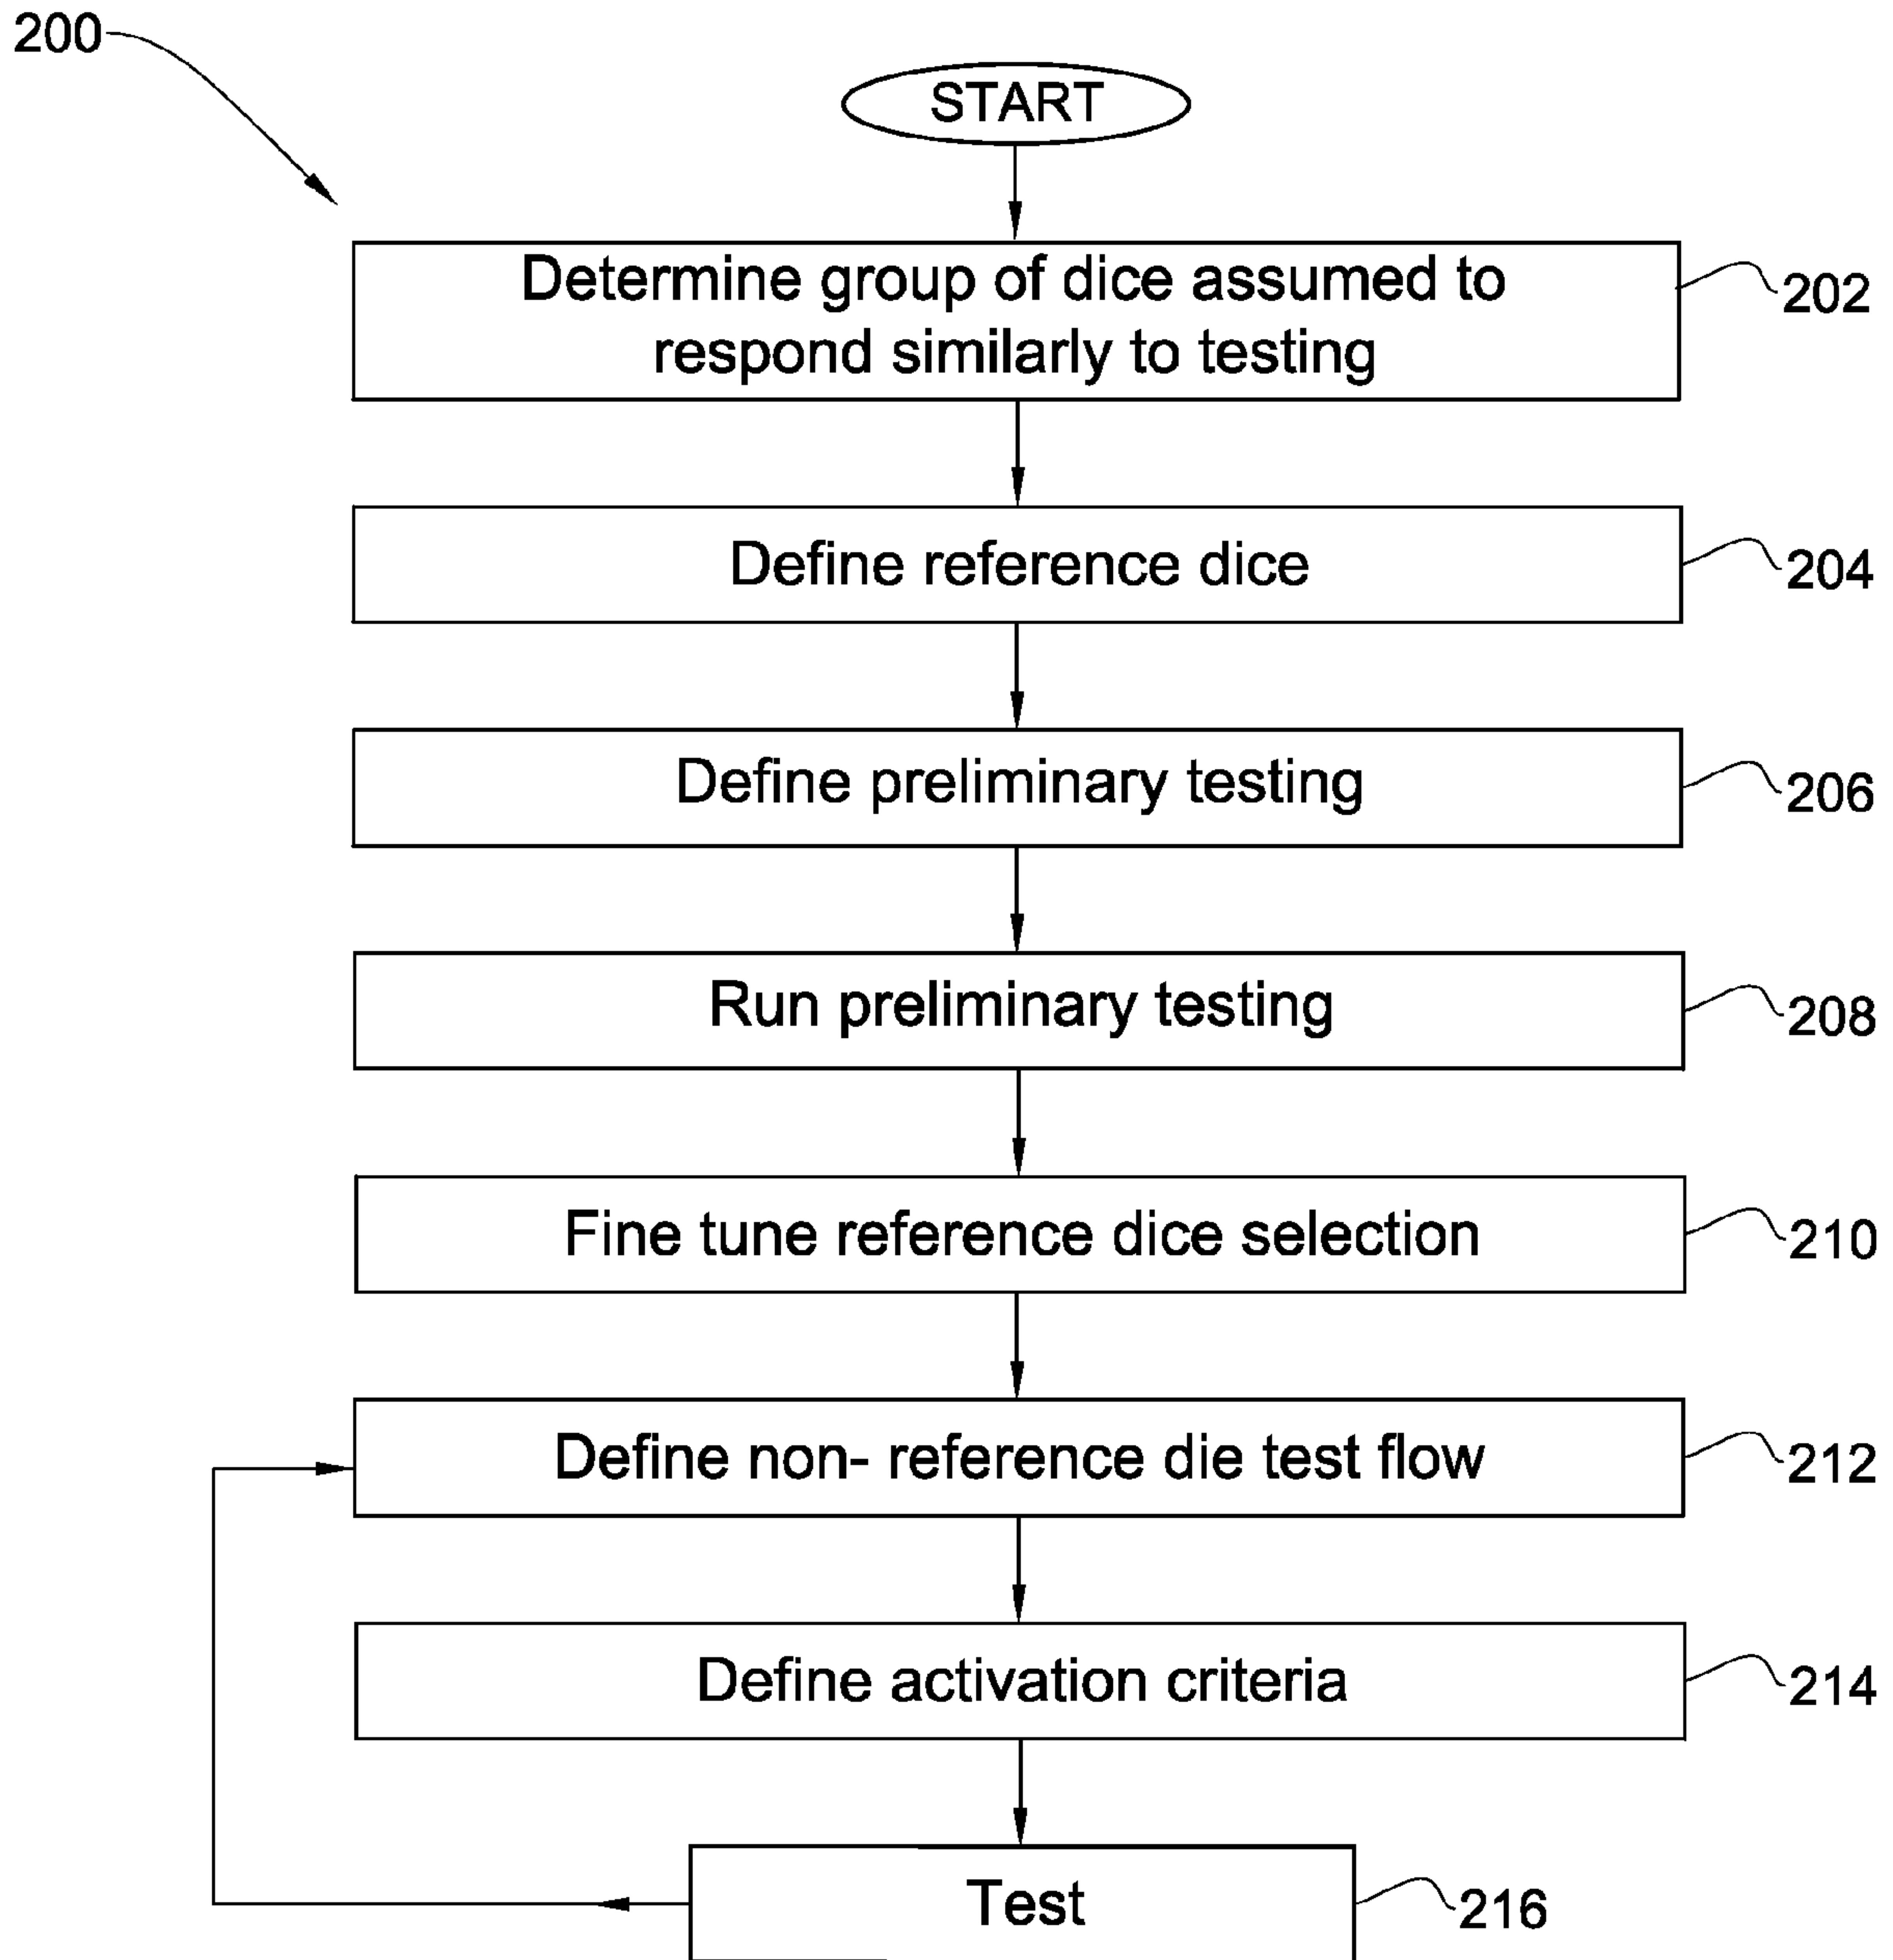 200
START
Determine group of dice assumed to
respond similarly to testing
202
Define reference dice
204
Define preliminary testing
206
Run preliminary testing
208
Fine tune reference dice selection
210
Define non- reference die test flow
212
Define activation criteria
214
Test
216